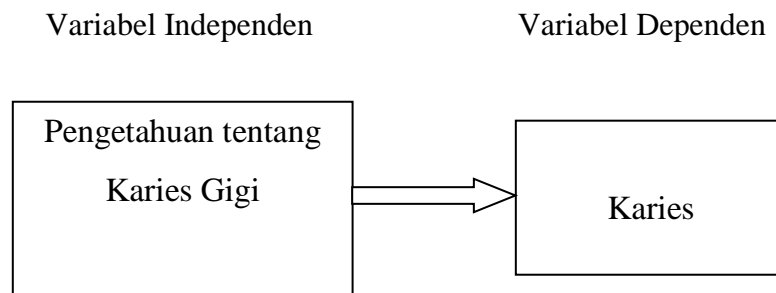 Variabel Independen
Variabel Dependen
Pengetahuan tentang
Karies Gigi
Karies